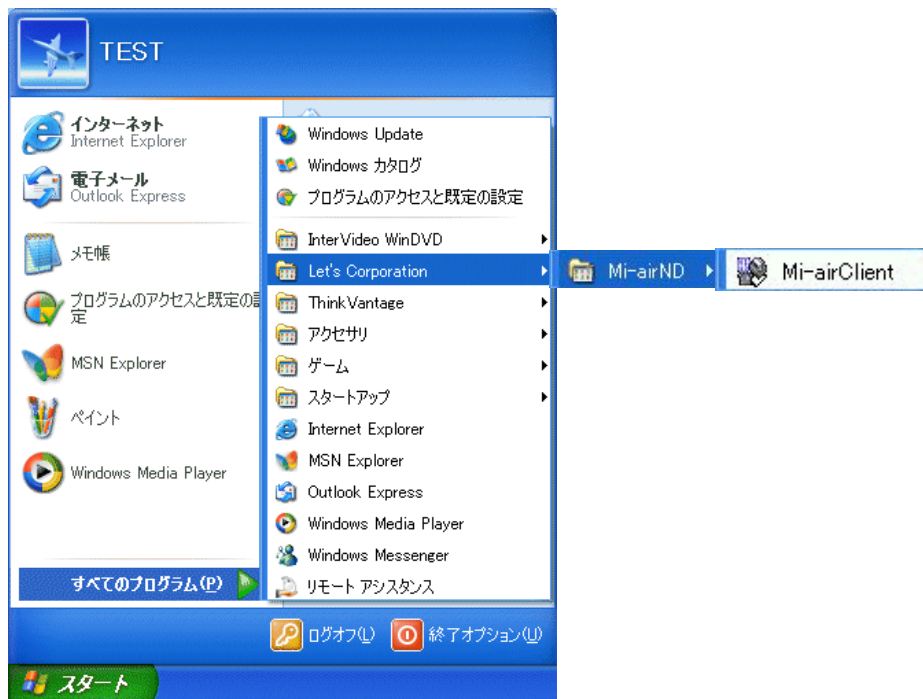 TEST
インターネット
Internet Explorer
電子メール
Outlook Express
メモ帳
プログラムのアクセスと既定の設
定
MSN Explorer
ペイント
Windows Media Player
すべてのプログラム(P)
Windows Update
Windows カタログ
プログラムのアクセスと既定の設定
InterVideo WinDVD
Let's Corporation
ThinkVantage
アクセサリ
ゲーム
スタートアップ
Internet Explorer
MSN Explorer
Outlook Express
Windows Media Player
Windows Messenger
リモート アシスタンス
Mi-airND
Mi-airClient
ログオフ(L)
終了オプション(U)
スタート